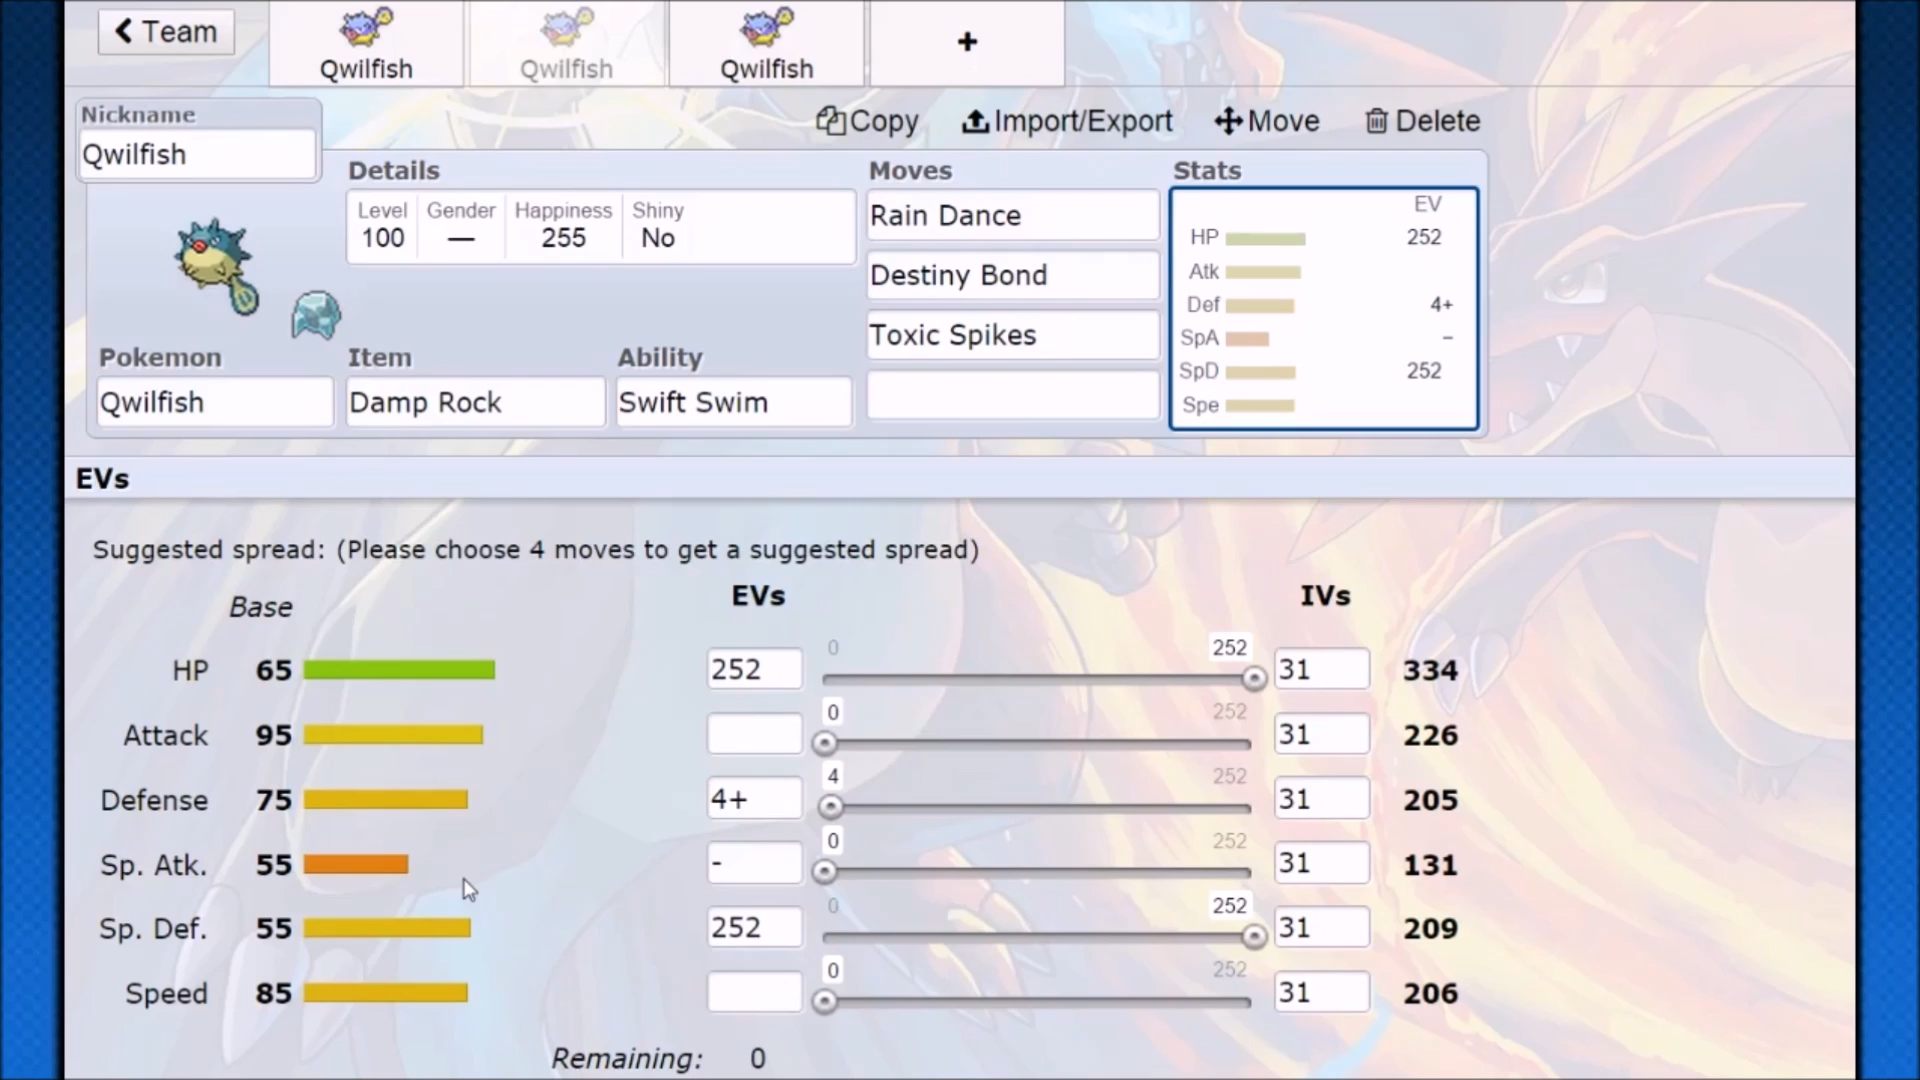 Team
Qwilfish
Qwilfish
Qwilfish
+
Nickname
Qwilfish
Copy
Import/Export
Move
Delete
Details
Level Gender Happiness Shiny
100 — 255 No
Moves
Rain Dance
Destiny Bond
Toxic Spikes
Stats
EV
HP 252
Atk
Def 4+
SpA −
SpD 252
Spe
Pokemon
Qwilfish
Item
Damp Rock
Ability
Swift Swim
EVs
Suggested spread: (Please choose 4 moves to get a suggested spread)
Base EVs IVs
0 252
HP 65 252 31 334
0 252
Attack 95 31 226
4 252
Defense 75 4+ 31 205
0 252
Sp. Atk. 55 - 31 131
0 252
Sp. Def. 55 252 31 209
0 252
Speed 85 31 206
Remaining: 0